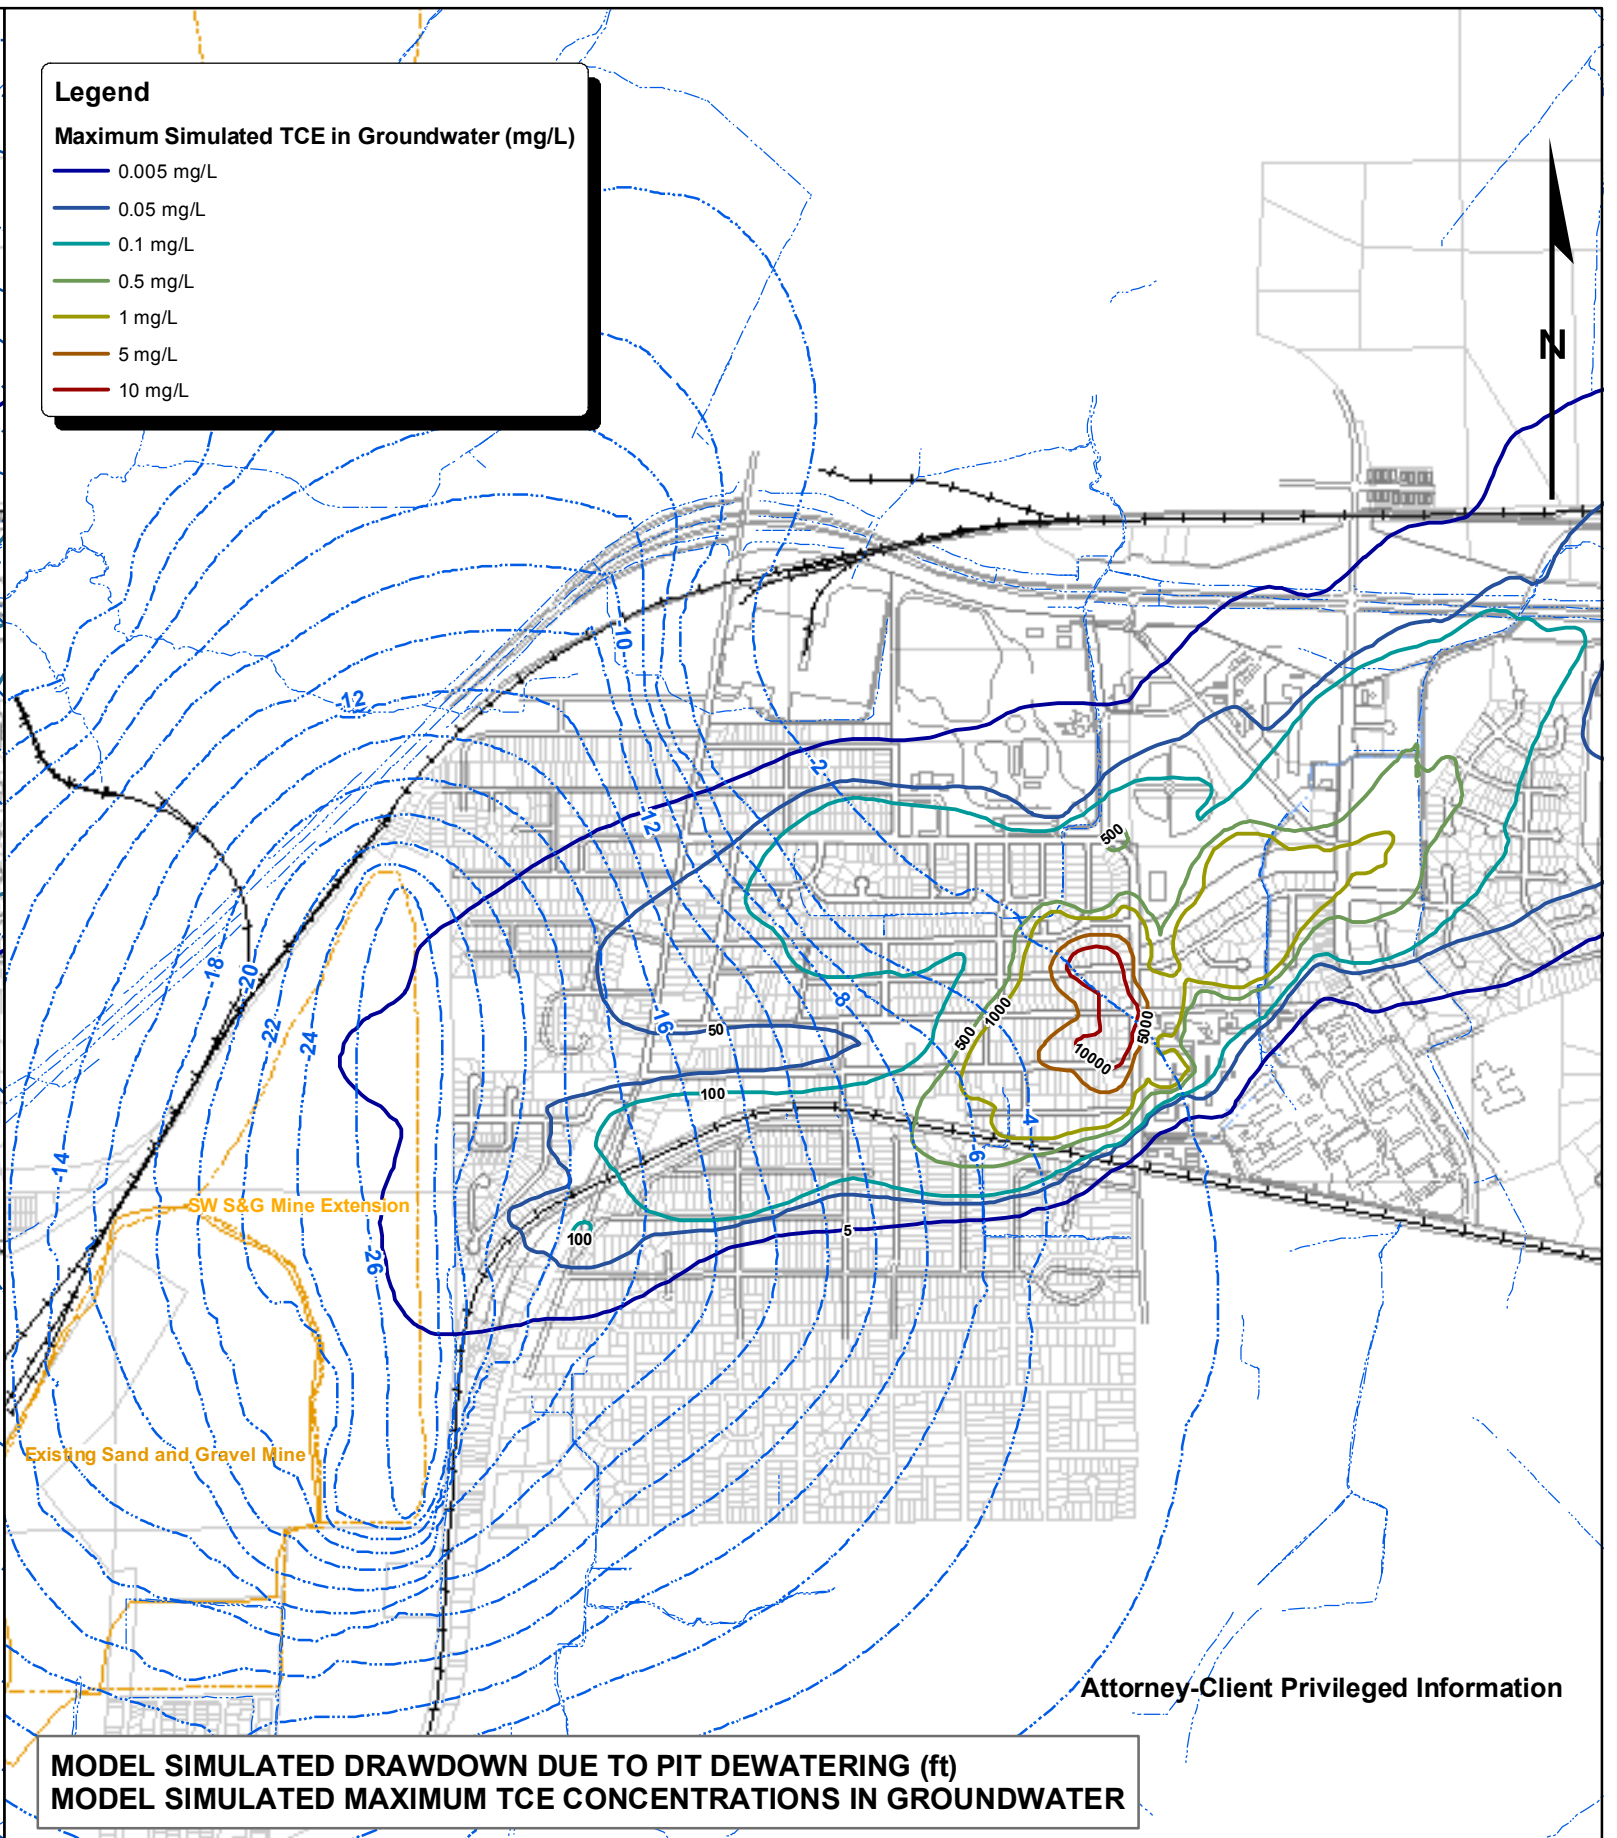 Legend
Maximum Simulated TCE in Groundwater (mg/L)
0.005 mg/L
0.05 mg/L
0.1 mg/L
0.5 mg/L
1 mg/L
5 mg/L
10 mg/L
N
10
12
2
12
500
18
20
8
16
50
1000
500
5000
22
24
10000
100
4
6
14
SW S&G Mine Extension
5
100
26
Existing Sand and Gravel Mine
Attorney-Client Privileged Information
MODEL SIMULATED DRAWDOWN DUE TO PIT DEWATERING (ft)
MODEL SIMULATED MAXIMUM TCE CONCENTRATIONS IN GROUNDWATER